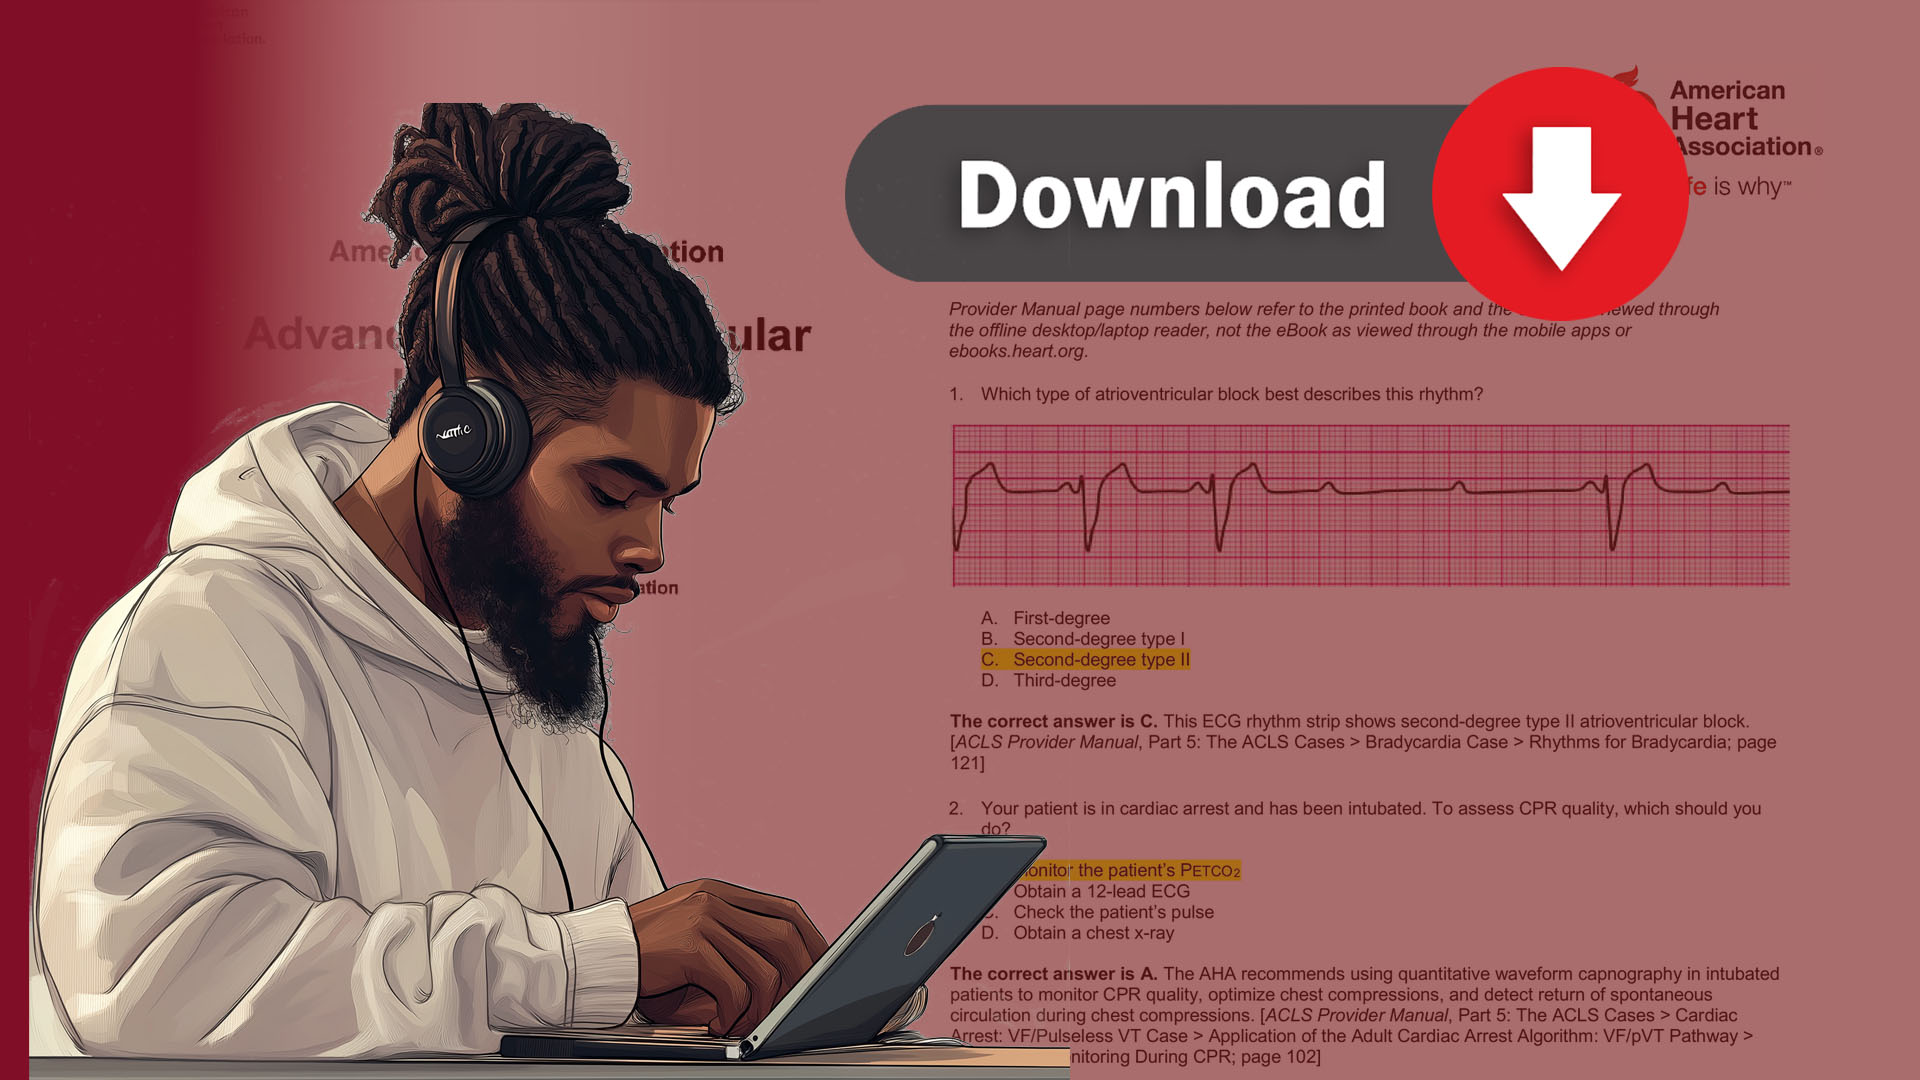 Download
American
Heart
Association®
fe is why™
Ame tion
Advan ular
ation
Provider Manual page numbers below refer to the printed book and the ewed through
the offline desktop/laptop reader, not the eBook as viewed through the mobile apps or
ebooks.heart.org.
1. Which type of atrioventricular block best describes this rhythm?
A. First-degree
B. Second-degree type I
C. Second-degree type II
D. Third-degree
The correct answer is C. This ECG rhythm strip shows second-degree type II atrioventricular block.
[ACLS Provider Manual, Part 5: The ACLS Cases > Bradycardia Case > Rhythms for Bradycardia; page
121]
2. Your patient is in cardiac arrest and has been intubated. To assess CPR quality, which should you
do?
onitor the patient's PETCO2
Obtain a 12-lead ECG
C. Check the patient's pulse
D. Obtain a chest x-ray
The correct answer is A. The AHA recommends using quantitative waveform capnography in intubated
patients to monitor CPR quality, optimize chest compressions, and detect return of spontaneous
circulation during chest compressions. [ACLS Provider Manual, Part 5: The ACLS Cases > Cardiac
Arrest: VF/Pulseless VT Case > Application of the Adult Cardiac Arrest Algorithm: VF/pVT Pathway >
nitoring During CPR; page 102]